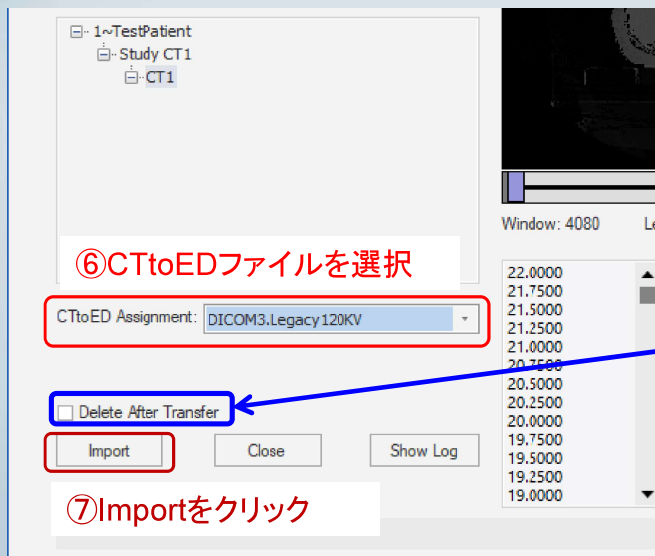 1~TestPatient
Study CT1
CT1
⑥CTtoEDファイルを選択
CTtoED Assignment: DICOM3.Legacy120KV
Delete After Transfer
Import Close Show Log
⑦Importをクリック
Window: 4080
22.0000
21.7500
21.5000
21.2500
21.0000
20.7500
20.5000
20.2500
20.0000
19.7500
19.5000
19.2500
19.0000